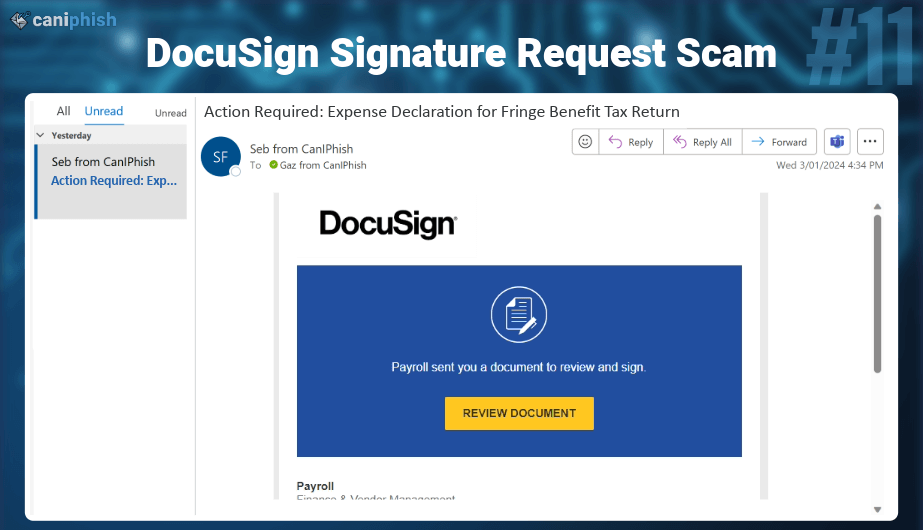 caniphish
#11
DocuSign Signature Request Scam
All Unread Unread
Yesterday
Seb from CanIPhish
Action Required: Exp...
Action Required: Expense Declaration for Fringe Benefit Tax Return
SF
Seb from CanIPhish
To Gaz from CanIPhish
Reply Reply All Forward
Wed 3/01/2024 4:34 PM
DocuSign
Payroll sent you a document to review and sign.
REVIEW DOCUMENT
Payroll
Finance & Vendor Management